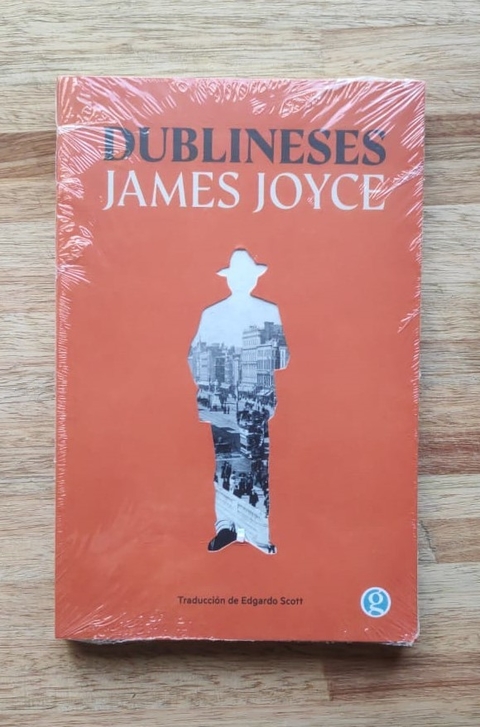 DUBLINESES
JAMES JOYCE
Traducción de Edgardo Scott
g